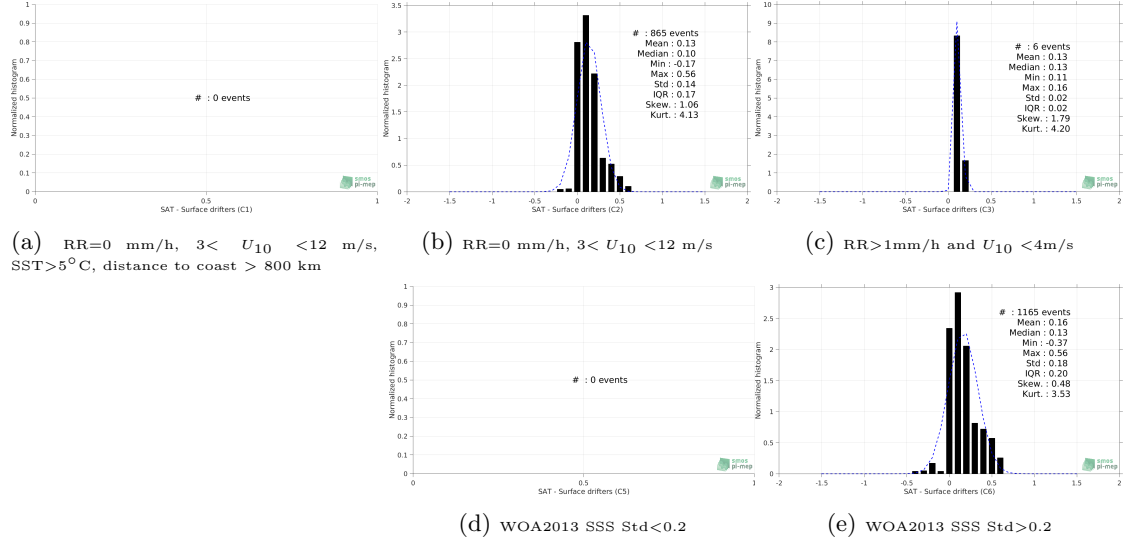 Normalized histogram
1
0.9
0.8
0.7
0.6
0.5
0.4
0.3
0.2
0.1
0
# : 0 events
smos
pi-mep
0 0.5 1
SAT - Surface drifters (C1)
(a) RR=0 mm/h, 3< U10 <12 m/s,
SST>5°C, distance to coast > 800 km
Normalized histogram
3.5
3
2.5
2
1.5
1
0.5
0
# : 865 events
Mean : 0.13
Median : 0.10
Min : -0.17
Max : 0.56
Std : 0.14
IQR : 0.17
Skew. : 1.06
Kurt. : 4.13
smos
pi-mep
-2 -1.5 -1 -0.5 0 0.5 1 1.5 2
SAT - Surface drifters (C2)
(b) RR=0 mm/h, 3< U10 <12 m/s
Normalized histogram
10
9
8
7
6
5
4
3
2
1
0
# : 6 events
Mean : 0.13
Median : 0.13
Min : 0.11
Max : 0.16
Std : 0.02
IQR : 0.02
Skew. : 1.79
Kurt. : 4.20
smos
pi-mep
-2 -1.5 -1 -0.5 0 0.5 1 1.5 2
SAT - Surface drifters (C3)
(c) RR>1mm/h and U10 <4m/s
Normalized histogram
1
0.9
0.8
0.7
0.6
0.5
0.4
0.3
0.2
0.1
0
# : 0 events
smos
pi-mep
0 0.5 1
SAT - Surface drifters (C5)
(d) WOA2013 SSS Std<0.2
Normalized histogram
3
2.5
2
1.5
1
0.5
0
# : 1165 events
Mean : 0.16
Median : 0.13
Min : -0.37
Max : 0.56
Std : 0.18
IQR : 0.20
Skew. : 0.48
Kurt. : 3.53
smos
pi-mep
-2 -1.5 -1 -0.5 0 0.5 1 1.5 2
SAT - Surface drifters (C6)
(e) WOA2013 SSS Std>0.2